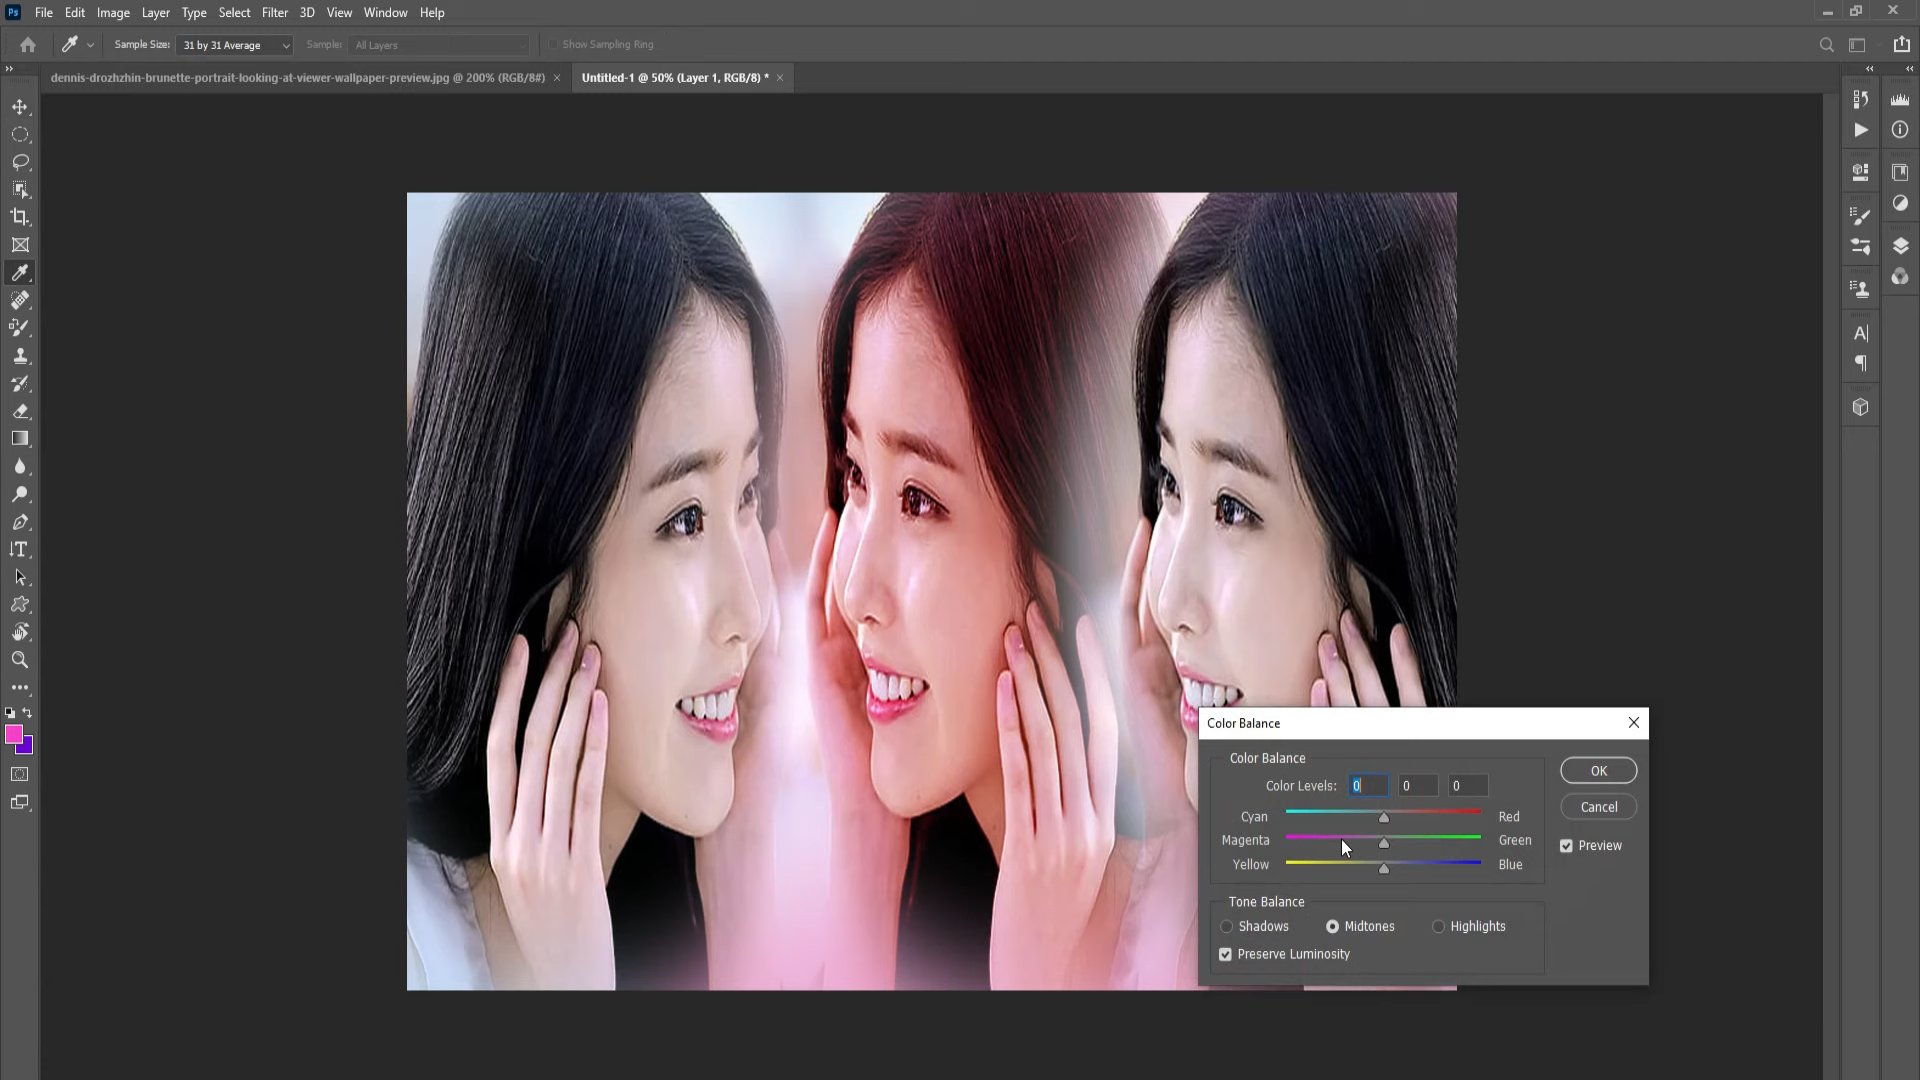 Ps File Edit Image Layer Type Select Filter 3D View Window Help
Sample Size: 31 by 31 Average Sample: All Layers Show Sampling Ring
dennis-drozhzhin-brunette-portrait-looking-at-viewer-wallpaper-preview.jpg @ 200% (RGB/8#) × Untitled-1 @ 50% (Layer 1, RGB/8) * ×
Color Balance
Color Balance
Color Levels: 0 0 0
OK
Cyan Red
Cancel
Magenta Green
Preview
Yellow Blue
Tone Balance
Shadows Midtones Highlights
Preserve Luminosity